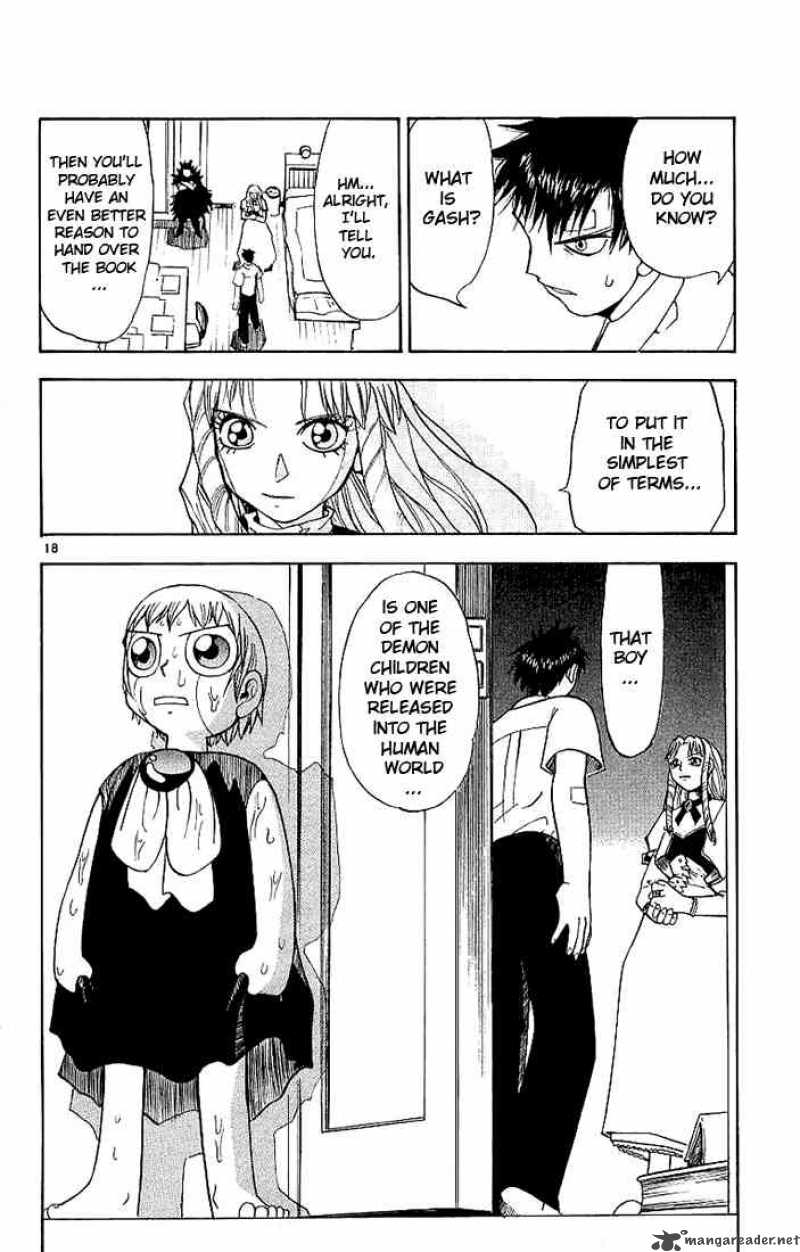 HOW
MUCH...
DO YOU
KNOW?
WHAT
IS
GASH?
HM...
ALRIGHT,
I'LL
TELL
YOU.
THEN YOU'LL
PROBABLY
HAVE AN
EVEN BETTER
REASON TO
HAND OVER
THE BOOK
...
TO PUT IT
IN THE
SIMPLEST
OF TERMS...
18
THAT
BOY
...
IS ONE
OF THE
DEMON
CHILDREN
WHO WERE
RELEASED
INTO THE
HUMAN
WORLD
...
mangareader.net